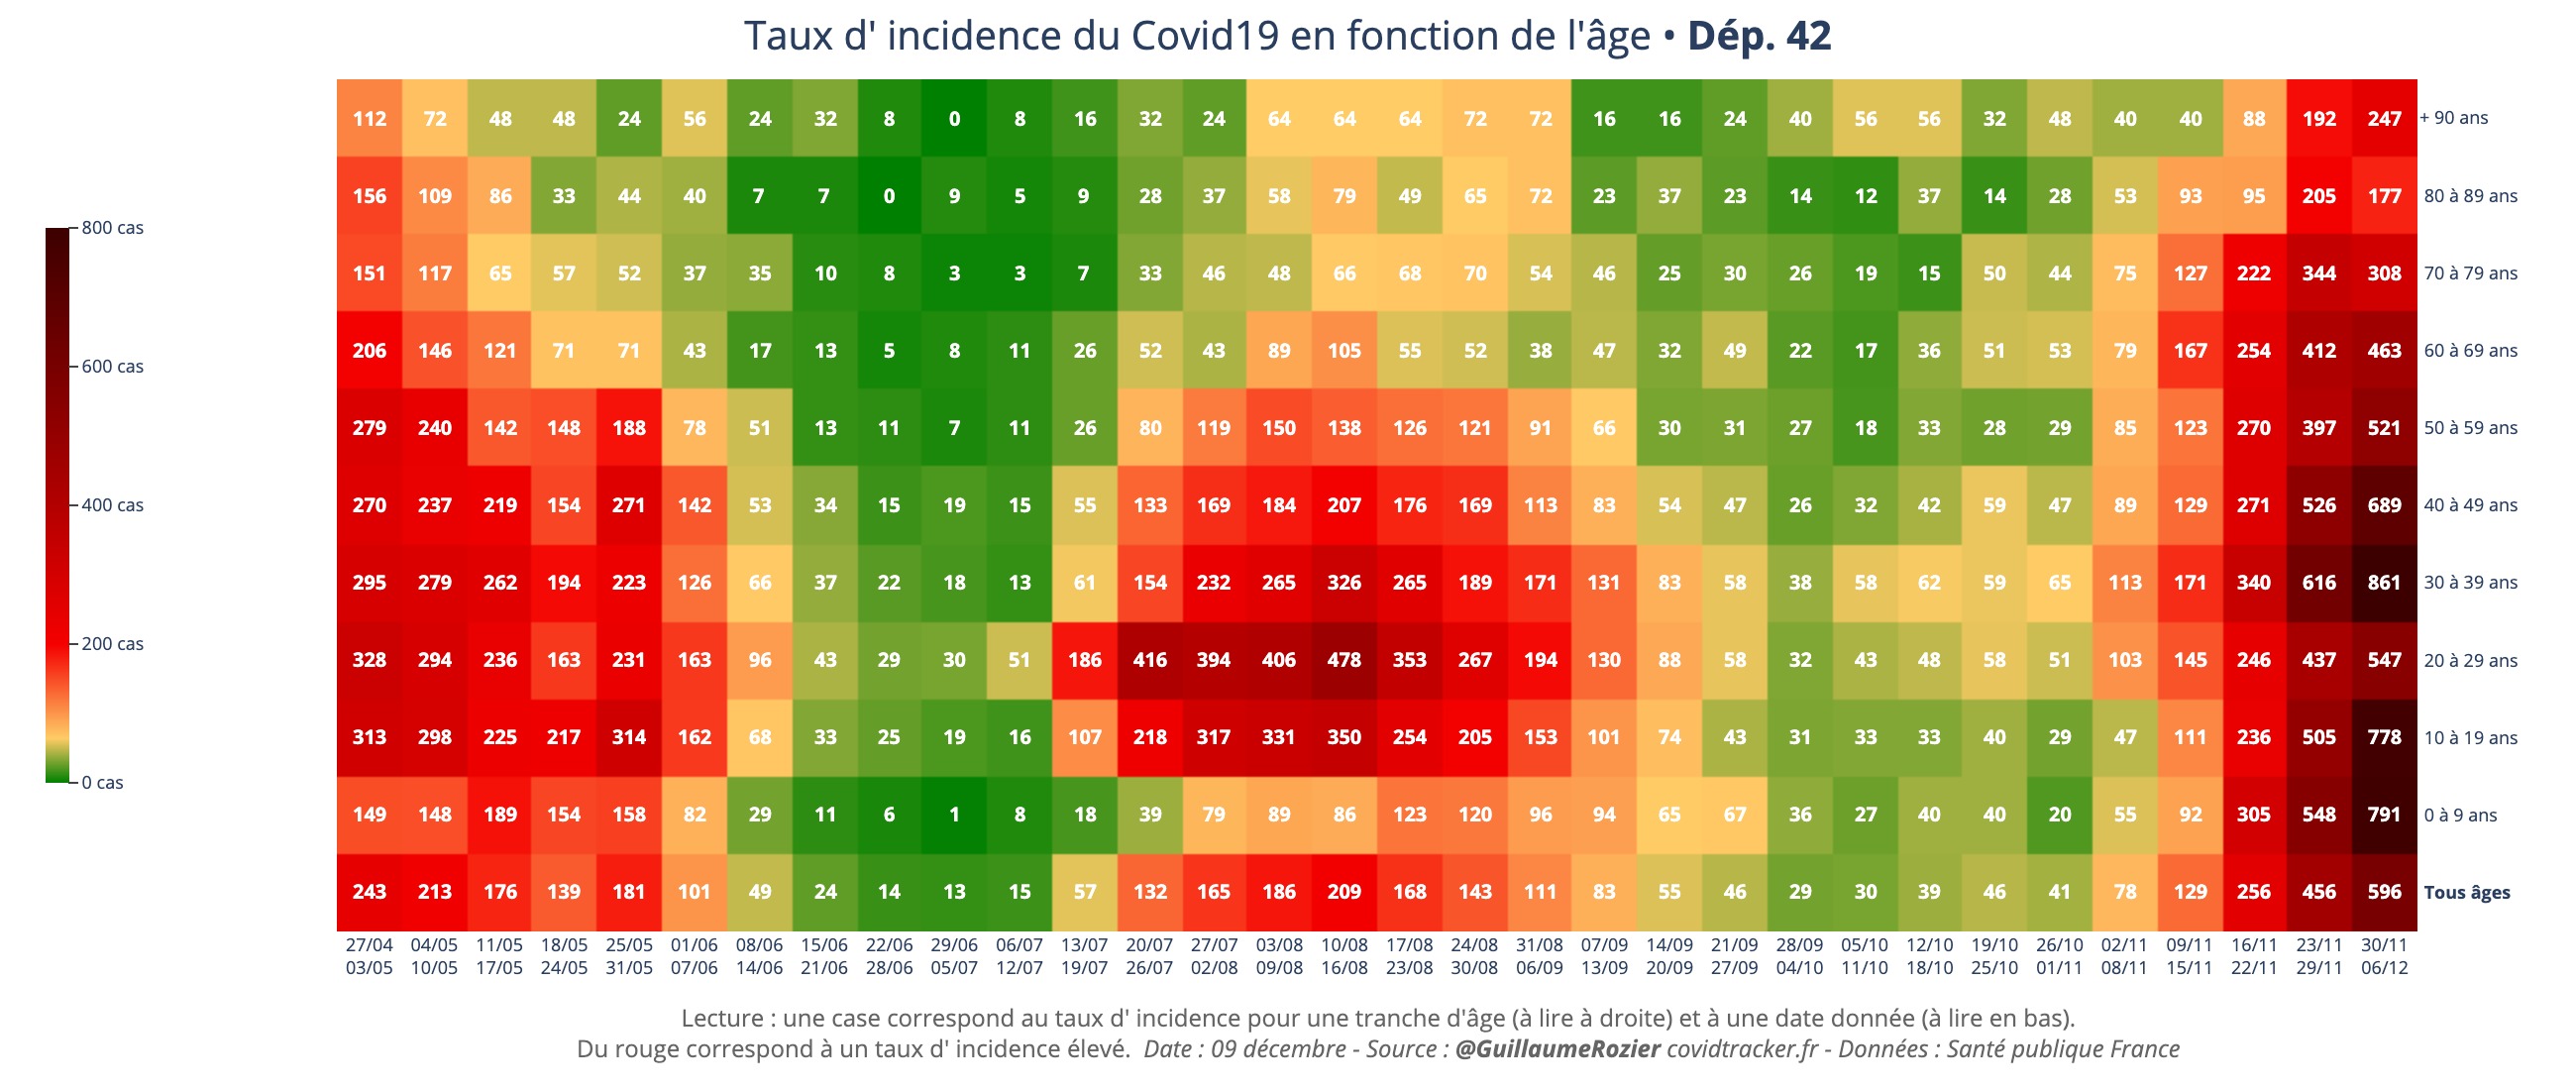 Taux d' incidence du Covid19 en fonction de l'âge • Dép. 42
800 cas
600 cas
400 cas
200 cas
0 cas
112 72 48 48 24 56 24 32 8 0 8 16 32 24 64 64 64 72 72 16 16 24 40 56 56 32 48 40 40 88 192 247 + 90 ans
156 109 86 33 44 40 7 7 0 9 5 9 28 37 58 79 49 65 72 23 37 23 14 12 37 14 28 53 93 95 205 177 80 à 89 ans
151 117 65 57 52 37 35 10 8 3 3 7 33 46 48 66 68 70 54 46 25 30 26 19 15 50 44 75 127 222 344 308 70 à 79 ans
206 146 121 71 71 43 17 13 5 8 11 26 52 43 89 105 55 52 38 47 32 49 22 17 36 51 53 79 167 254 412 463 60 à 69 ans
279 240 142 148 188 78 51 13 11 7 11 26 80 119 150 138 126 121 91 66 30 31 27 18 33 28 29 85 123 270 397 521 50 à 59 ans
270 237 219 154 271 142 53 34 15 19 15 55 133 169 184 207 176 169 113 83 54 47 26 32 42 59 47 89 129 271 526 689 40 à 49 ans
295 279 262 194 223 126 66 37 22 18 13 61 154 232 265 326 265 189 171 131 83 58 38 58 62 59 65 113 171 340 616 861 30 à 39 ans
328 294 236 163 231 163 96 43 29 30 51 186 416 394 406 478 353 267 194 130 88 58 32 43 48 58 51 103 145 246 437 547 20 à 29 ans
313 298 225 217 314 162 68 33 25 19 16 107 218 317 331 350 254 205 153 101 74 43 31 33 33 40 29 47 111 236 505 778 10 à 19 ans
149 148 189 154 158 82 29 11 6 1 8 18 39 79 89 86 123 120 96 94 65 67 36 27 40 40 20 55 92 305 548 791 0 à 9 ans
243 213 176 139 181 101 49 24 14 13 15 57 132 165 186 209 168 143 111 83 55 46 29 30 39 46 41 78 129 256 456 596 Tous âges
27/04 04/05 11/05 18/05 25/05 01/06 08/06 15/06 22/06 29/06 06/07 13/07 20/07 27/07 03/08 10/08 17/08 24/08 31/08 07/09 14/09 21/09 28/09 05/10 12/10 19/10 26/10 02/11 09/11 16/11 23/11 30/11
03/05 10/05 17/05 24/05 31/05 07/06 14/06 21/06 28/06 05/07 12/07 19/07 26/07 02/08 09/08 16/08 23/08 30/08 06/09 13/09 20/09 27/09 04/10 11/10 18/10 25/10 01/11 08/11 15/11 22/11 29/11 06/12
Lecture : une case correspond au taux d' incidence pour une tranche d'âge (à lire à droite) et à une date donnée (à lire en bas).
Du rouge correspond à un taux d' incidence élevé. Date : 09 décembre - Source : @GuillaumeRozier covidtracker.fr - Données : Santé publique France